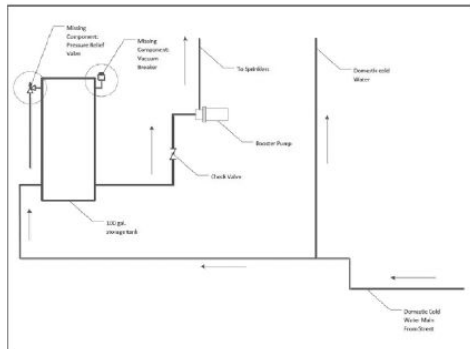 Missing
Component:
Pressure Relief
Valve
Missing
Component:
Vacuum
Breaker
To Sprinklers
Domestic cold
Water
Booster Pump
Check Valve
100 gal.
storage tank
Domestic Cold
Water Main
From Street